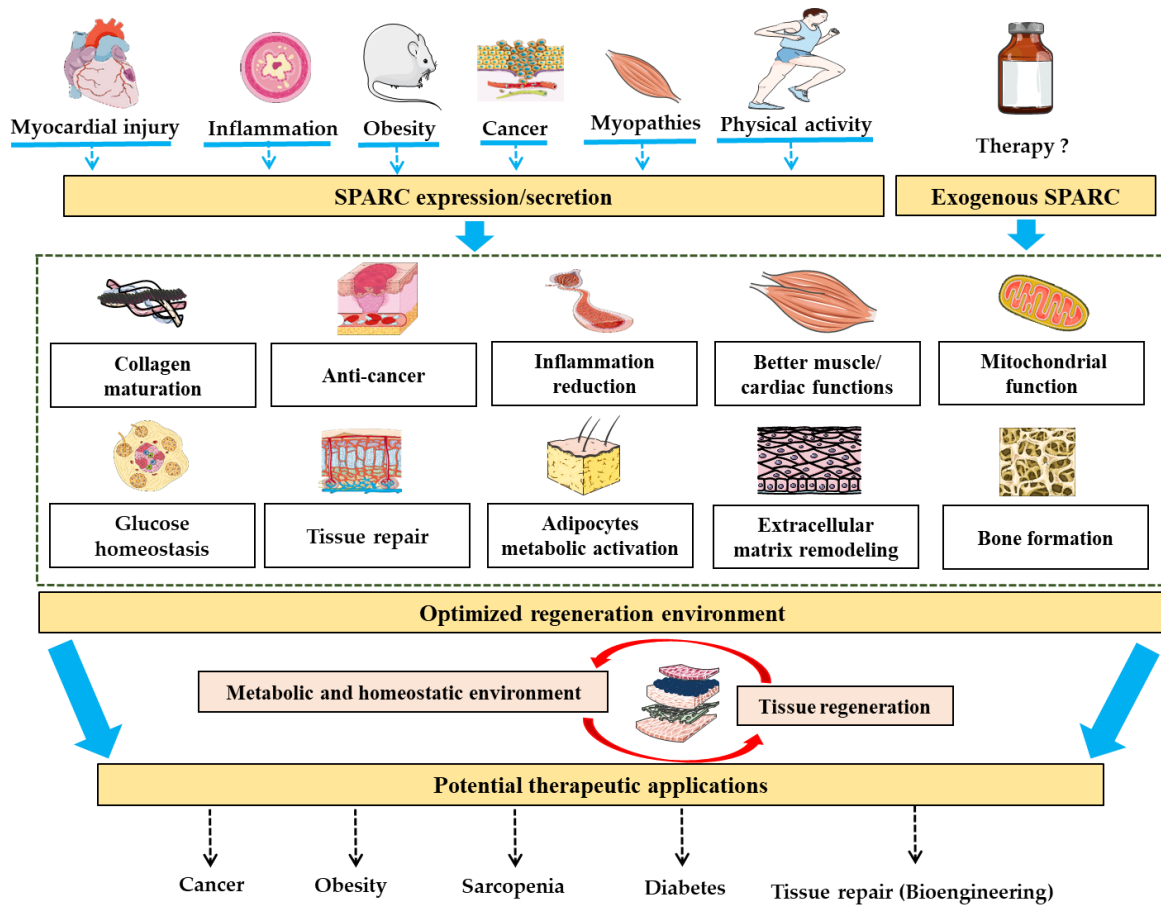 Myocardial injury
Inflammation
Obesity
Cancer
Myopathies
Physical activity
Therapy ?
SPARC expression/secretion
Exogenous SPARC
Collagen
maturation
Anti-cancer
Inflammation
reduction
Better muscle/
cardiac functions
Mitochondrial
function
Glucose
homeostasis
Tissue repair
Adipocytes
metabolic activation
Extracellular
matrix remodeling
Bone formation
Optimized regeneration environment
Metabolic and homeostatic environment
Tissue regeneration
Potential therapeutic applications
Cancer
Obesity
Sarcopenia
Diabetes
Tissue repair (Bioengineering)